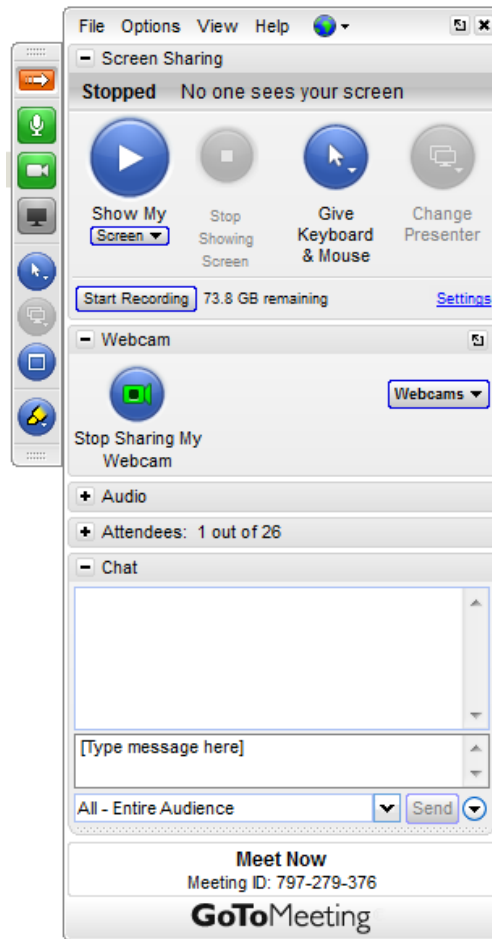 File Options View Help
Screen Sharing
Stopped No one sees your screen
Show My
Screen
Stop
Showing
Screen
Give
Keyboard
& Mouse
Change
Presenter
Start Recording 73.8 GB remaining Settings
Webcam
Webcams
Stop Sharing My
Webcam
Audio
Attendees: 1 out of 26
Chat
[Type message here]
All - Entire Audience Send
Meet Now
Meeting ID: 797-279-376
GoToMeeting